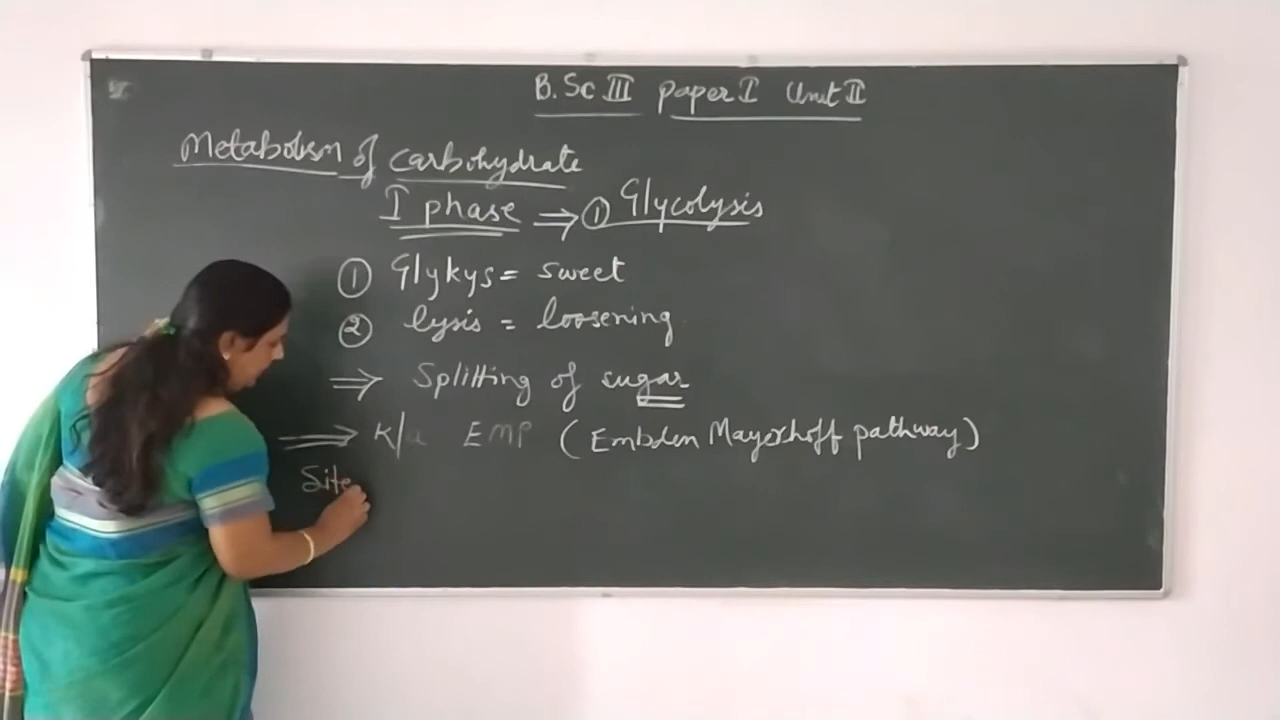 B.Sc III paper I Unit II
Metabolism of carbohydrate
I phase ⇒ ① Glycolysis
① Glykys = sweet
② lysis = loosening
⇒ Splitting of sugar
⇒ K/a EMP (Embden Mayerhoff pathway)
Site